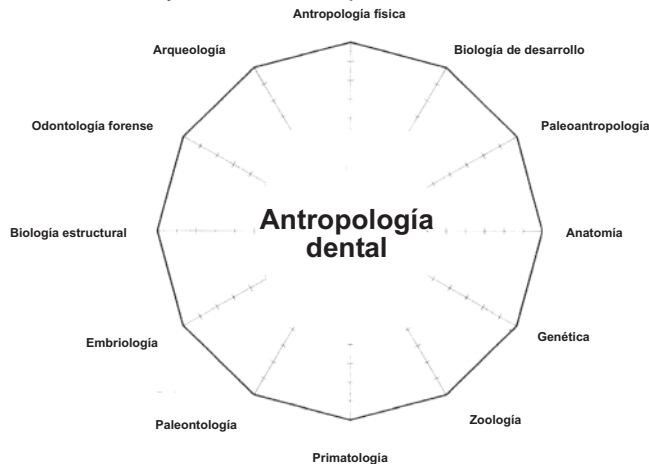 Antropología física
Arqueología
Biología de desarrollo
Odontología forense
Paleoantropología
Antropología
dental
Biología estructural
Anatomía
Embriología
Genética
Paleontología
Zoología
Primatología